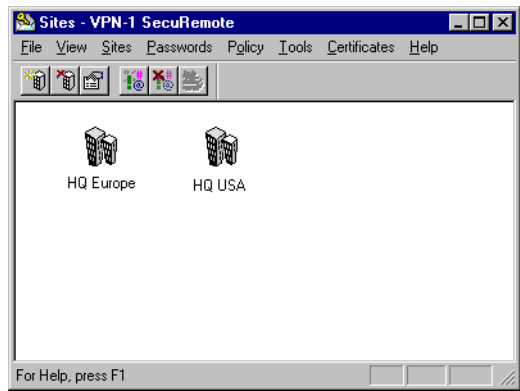 Sites - VPN-1 SecuRemote
File View Sites Passwords Policy Tools Certificates Help
HQ Europe HQ USA
For Help, press F1